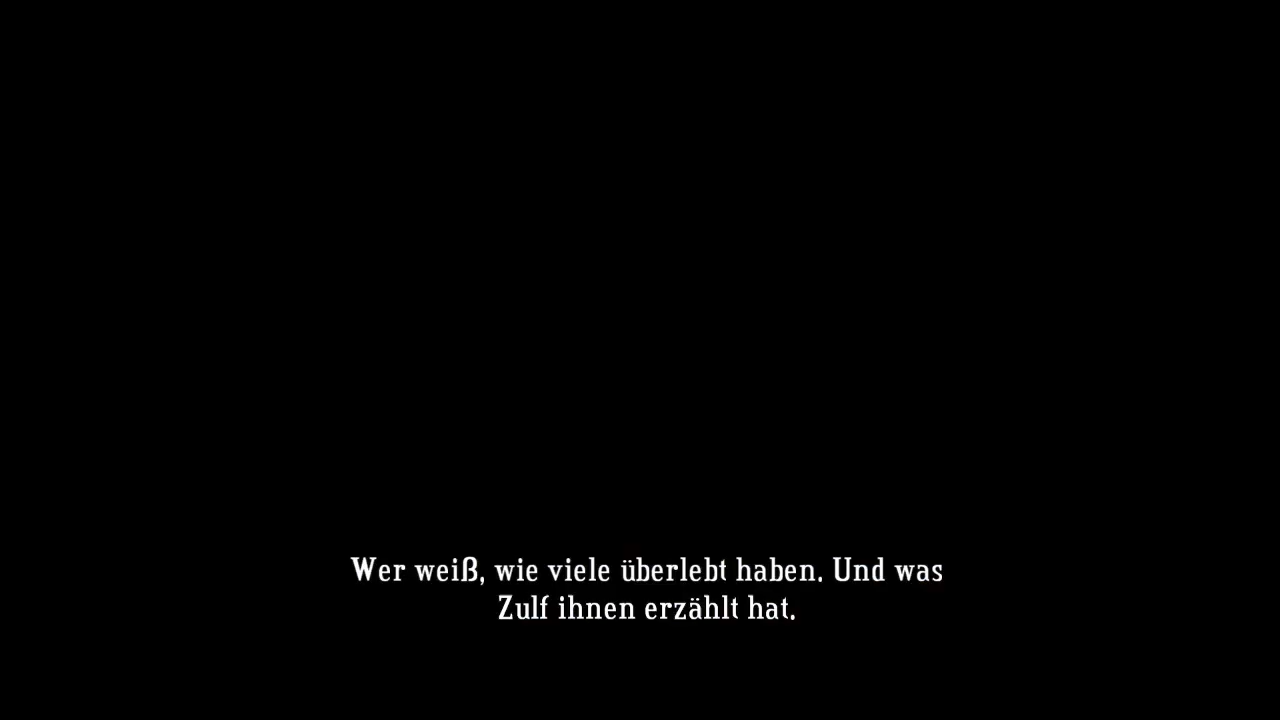 Wer weiß, wie viele überlebt haben. Und was
Zulf ihnen erzählt hat.